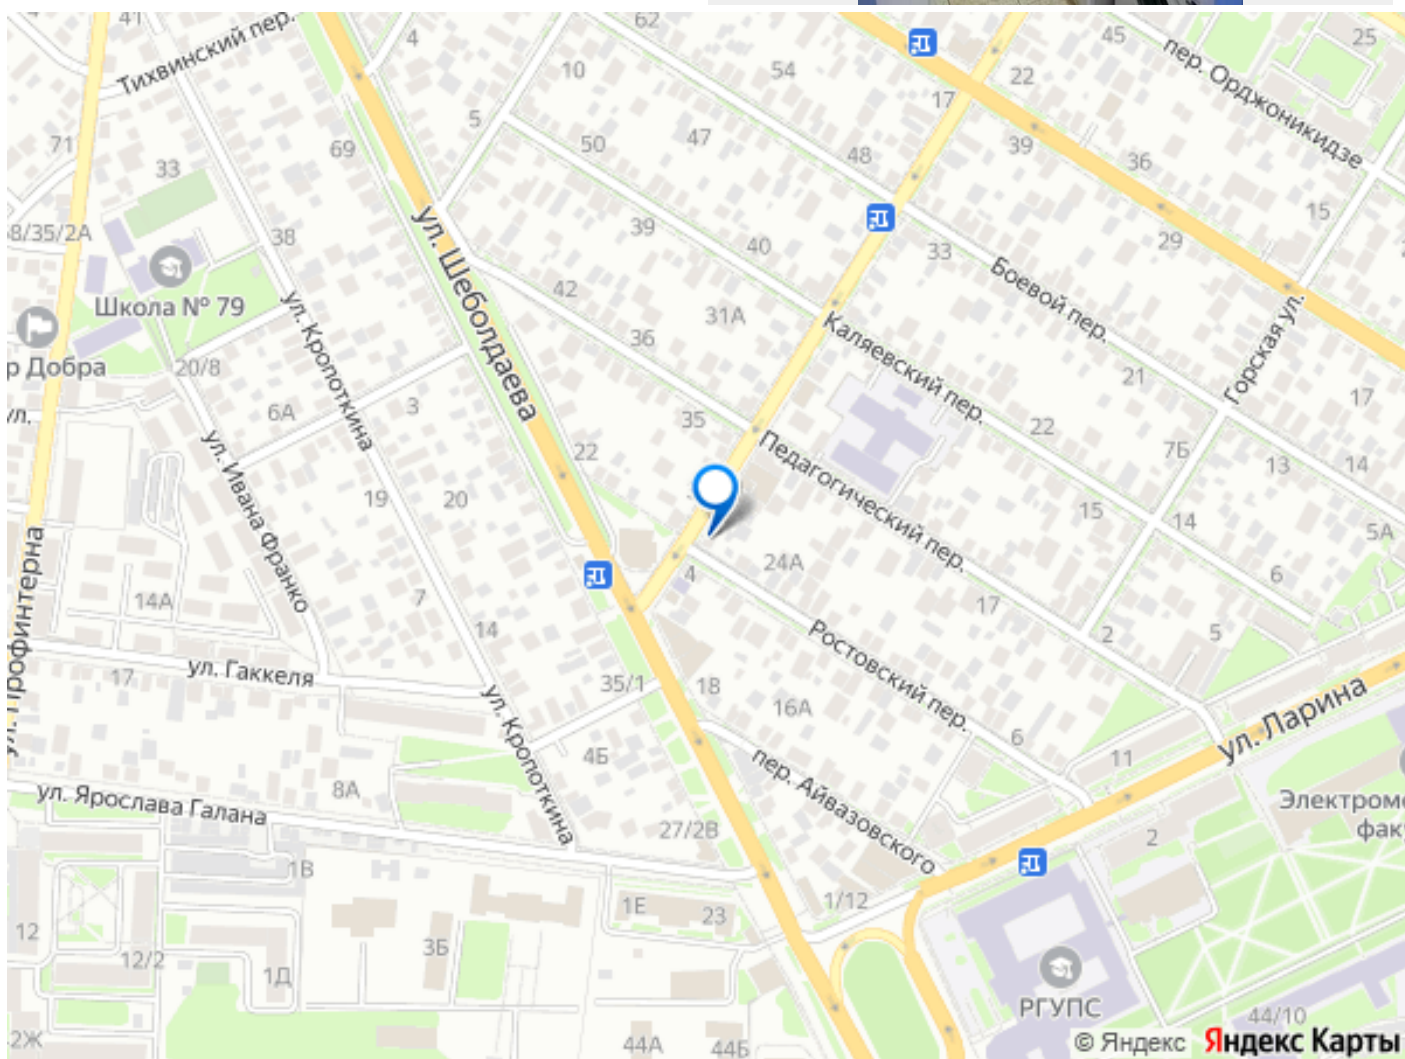 41
62
45
25
Тихвинский пер.
4
10
54
22
17
пер. Орджоникидзе
5
47
71
33
69
50
48
39
36
15
8/35/2А
38
39
40
33
29
Школа № 79
ул. Шеболдаева
42
31А
Боевой пер.
Горская ул.
ул. Кропоткина
36
Каляевский пер.
р Добра
20/8
21
17
6А
3
35
22
ул.
22
7Б
13
14
ул. Ивана Франко
Педагогический пер.
19
20
15
14
5А
ул. Профинтерна
24А
4
6
14А
7
17
14
2
5
ул. Гаккеля
17
35/1
18
Ростовский пер.
16А
ул. Кропоткина
6
ул. Ларина
11
4Б
8А
пер. Айвазовского
ул. Ярослава Галана
Электроме
фак
27/2В
2
1В
1Е
23
1/12
12
3Б
12/2
1Д
РГУПС
44/10
2Ж
44А
44Б
© Яндекс Яндекс Карты